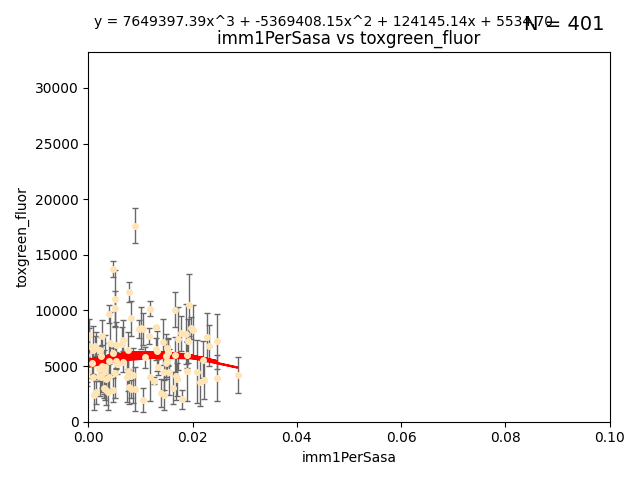 y = 7649397.39x^3 + -5369408.15x^2 + 124145.14x + 5534.70
N = 401
imm1PerSasa vs toxgreen_fluor
30000
25000
20000
15000
10000
5000
0
toxgreen_fluor
0.00 0.02 0.04 0.06 0.08 0.10
imm1PerSasa